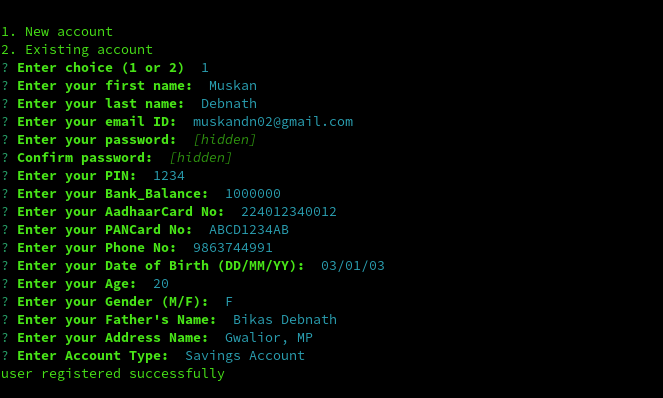 1. New account
2. Existing account
? Enter choice (1 or 2)  1
? Enter your first name:  Muskan
? Enter your last name:  Debnath
? Enter your email ID:  muskandn02@gmail.com
? Enter your password:  [hidden]
? Confirm password:  [hidden]
? Enter your PIN:  1234
? Enter your Bank_Balance:  1000000
? Enter your AadhaarCard No:  224012340012
? Enter your PANCard No:  ABCD1234AB
? Enter your Phone No:  9863744991
? Enter your Date of Birth (DD/MM/YY):  03/01/03
? Enter your Age:  20
? Enter your Gender (M/F):  F
? Enter your Father's Name:  Bikas Debnath
? Enter your Address Name:  Gwalior, MP
? Enter Account Type:  Savings Account
user registered successfully